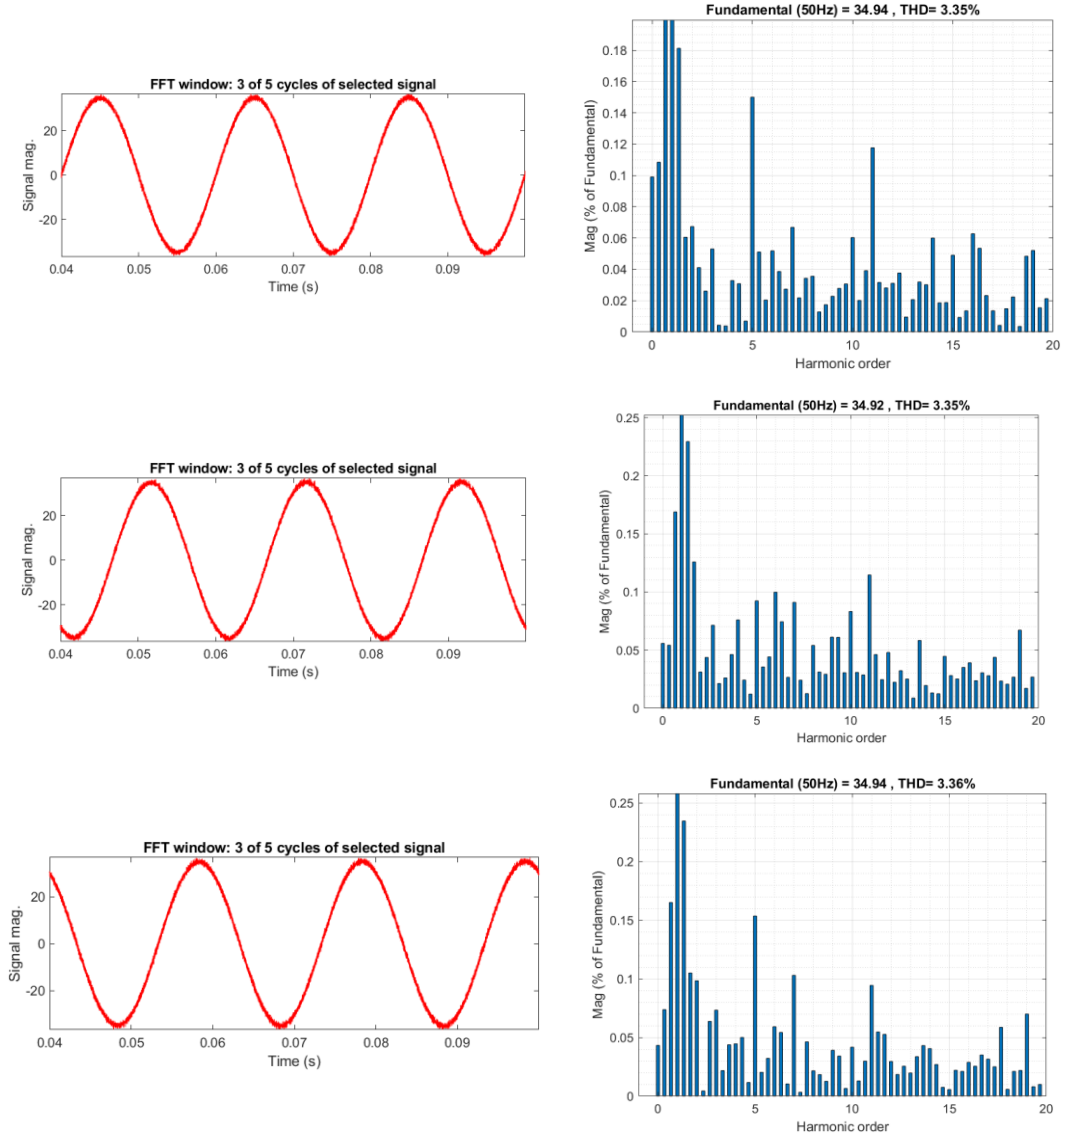 FFT window: 3 of 5 cycles of selected signal
Signal mag.
20
0
-20
0.04 0.05 0.06 0.07 0.08 0.09
Time (s)
Fundamental (50Hz) = 34.94 , THD= 3.35%
Mag (% of Fundamental)
0.18
0.16
0.14
0.12
0.1
0.08
0.06
0.04
0.02
0
0 5 10 15 20
Harmonic order
FFT window: 3 of 5 cycles of selected signal
Signal mag.
20
0
-20
0.04 0.05 0.06 0.07 0.08 0.09
Time (s)
Fundamental (50Hz) = 34.92 , THD= 3.35%
Mag (% of Fundamental)
0.25
0.2
0.15
0.1
0.05
0
0 5 10 15 20
Harmonic order
FFT window: 3 of 5 cycles of selected signal
Signal mag.
20
0
-20
0.04 0.05 0.06 0.07 0.08 0.09
Time (s)
Fundamental (50Hz) = 34.94 , THD= 3.36%
Mag (% of Fundamental)
0.25
0.2
0.15
0.1
0.05
0
0 5 10 15 20
Harmonic order